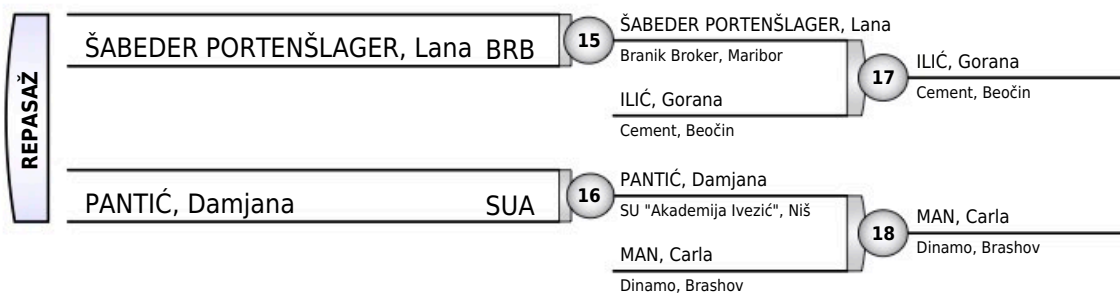 REPASAŽ
ŠABEDER PORTENŠLAGER, Lana BRB
15
ŠABEDER PORTENŠLAGER, Lana
Branik Broker, Maribor
ILIĆ, Gorana
Cement, Beočin
17
ILIĆ, Gorana
Cement, Beočin
PANTIĆ, Damjana SUA
16
PANTIĆ, Damjana
SU "Akademija Ivezić", Niš
MAN, Carla
Dinamo, Brashov
18
MAN, Carla
Dinamo, Brashov